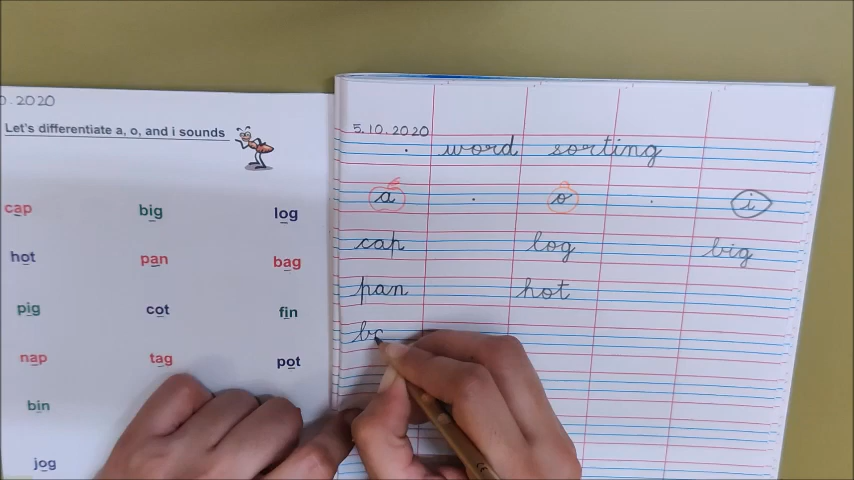 0.2020
Let's differentiate a, o, and i sounds
cap big log
hot pan bag
pig cot fin
nap tag pot
bin
jog
5.10.2020
word sorting
a o i
cap log big
pan hot